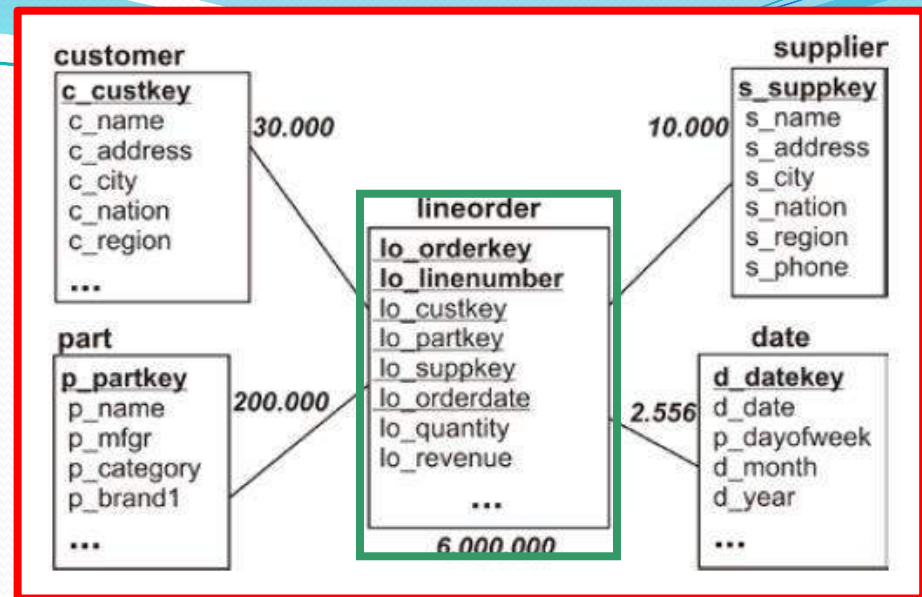 customer
c_custkey
c_name
c_address
c_city
c_nation
c_region
...
30.000
supplier
s_suppkey
s_name
s_address
s_city
s_nation
s_region
s_phone
10.000
lineorder
lo_orderkey
lo_linenumber
lo_custkey
lo_partkey
lo_suppkey
lo_orderdate
lo_quantity
lo_revenue
...
6.000.000
part
p_partkey
p_name
p_mfgr
p_category
p_brand1
...
200.000
date
d_datekey
d_date
p_dayofweek
d_month
d_year
...
2.556